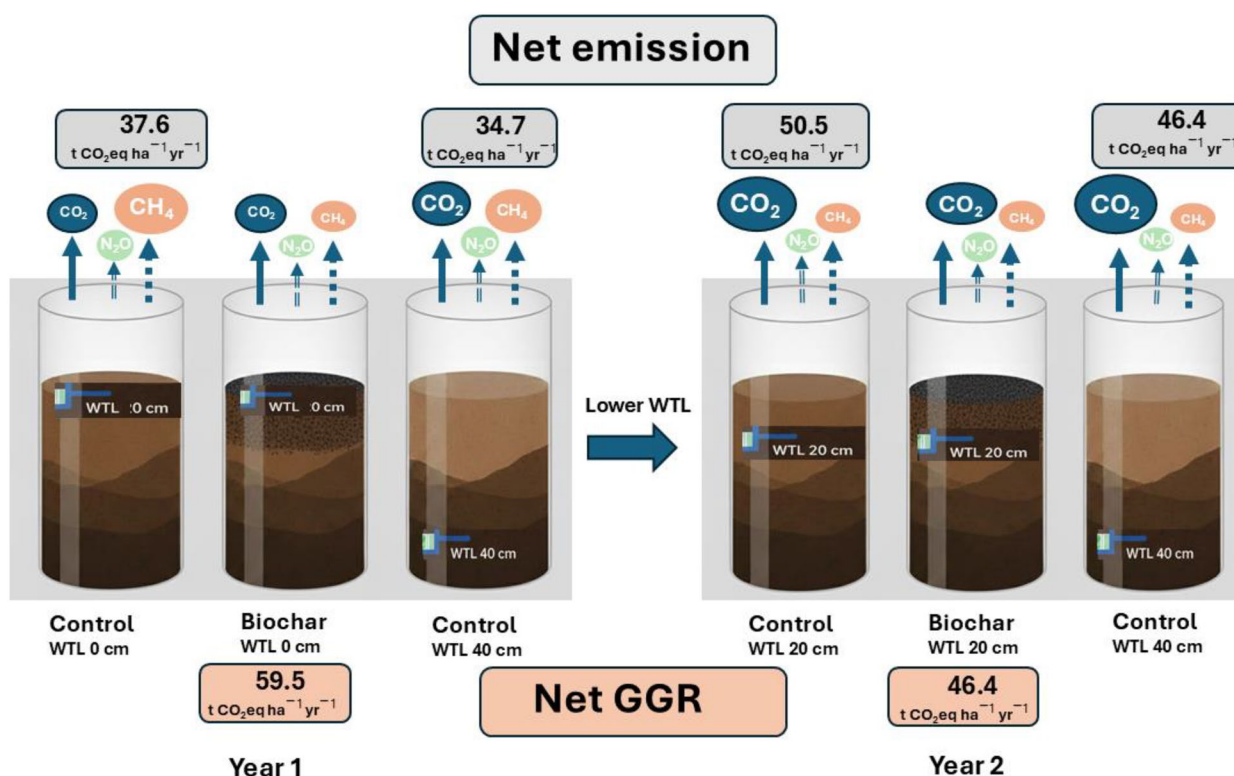 Net emission
37.6
t CO₂eq ha⁻¹ yr⁻¹
34.7
t CO₂eq ha⁻¹ yr⁻¹
50.5
t CO₂eq ha⁻¹ yr⁻¹
46.4
t CO₂eq ha⁻¹ yr⁻¹
CO₂
N₂O
CH₄
CO₂
N₂O
CH₄
CO₂
N₂O
CH₄
CO₂
N₂O
CH₄
CO₂
N₂O
CH₄
CO₂
N₂O
CH₄
WTL :0 cm
WTL :0 cm
WTL 40 cm
Lower WTL
WTL 20 cm
WTL 20 cm
WTL 40 cm
Control
WTL 0 cm
Biochar
WTL 0 cm
Control
WTL 40 cm
Control
WTL 20 cm
Biochar
WTL 20 cm
Control
WTL 40 cm
59.5
t CO₂eq ha⁻¹ yr⁻¹
Net GGR
46.4
t CO₂eq ha⁻¹ yr⁻¹
Year 1
Year 2